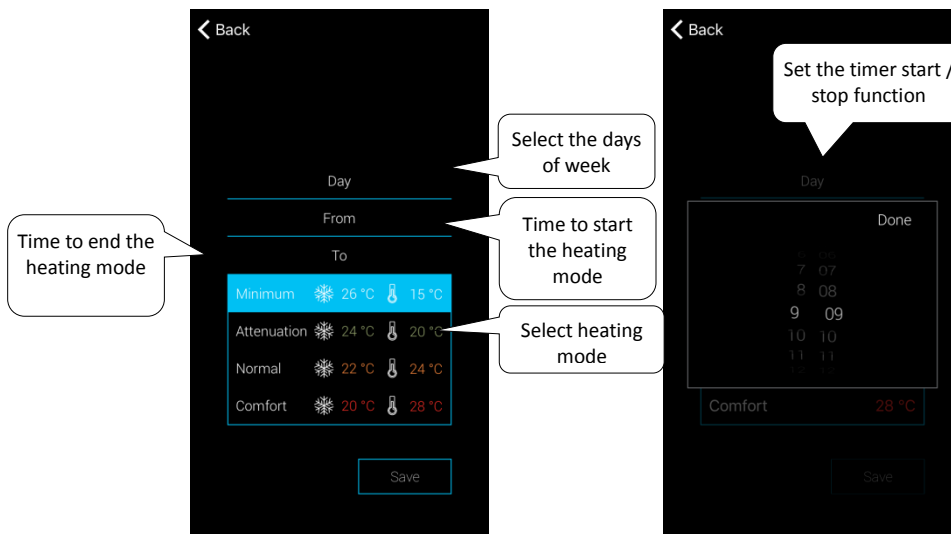 Back
Day
From
To
Minimum 26 °C 15 °C
Attenuation 24 °C 20 °C
Normal 22 °C 24 °C
Comfort 20 °C 28 °C
Save
Time to end the
heating mode
Select the days
of week
Time to start
the heating
mode
Select heating
mode
Back
Set the timer start /
stop function
Day
Done
7 07
8 08
9 09
10 10
11 11
12 12
Comfort 28 °C
Save